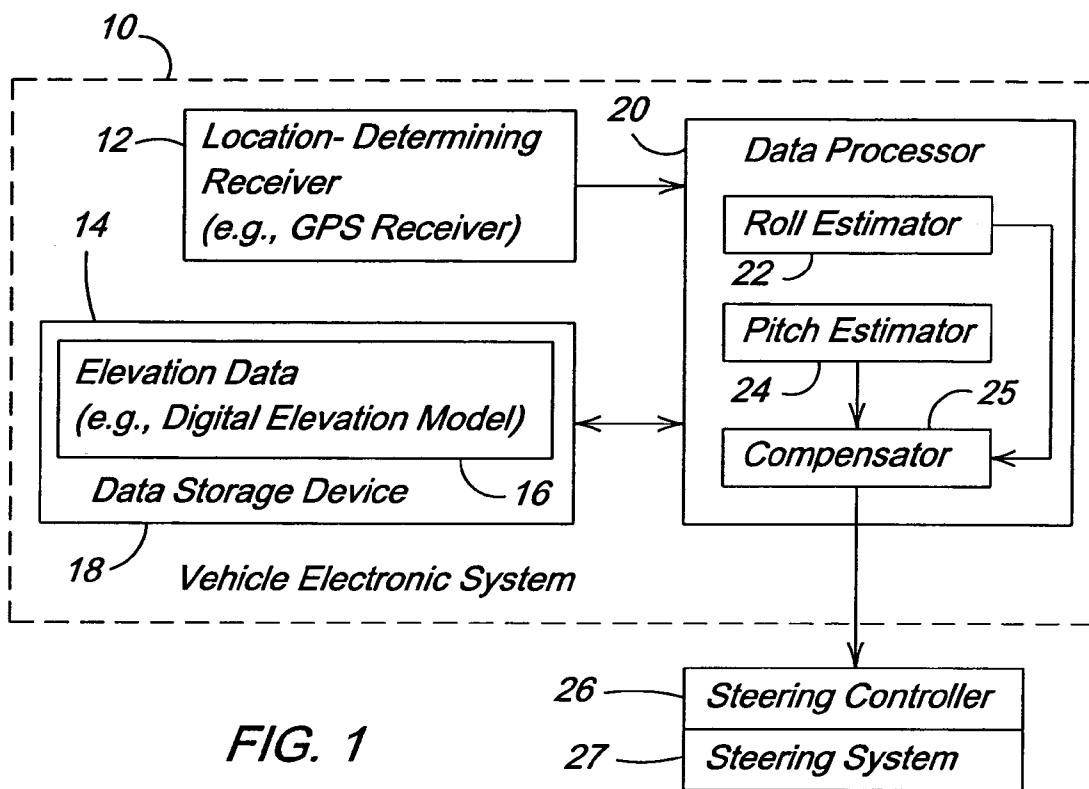 10
12
Location- Determining
Receiver
(e.g., GPS Receiver)
20
Data Processor
Roll Estimator
22
14
Pitch Estimator
24
25
Elevation Data
(e.g., Digital Elevation Model)
Compensator
Data Storage Device
16
18
Vehicle Electronic System
26
Steering Controller
27
Steering System
FIG. 1